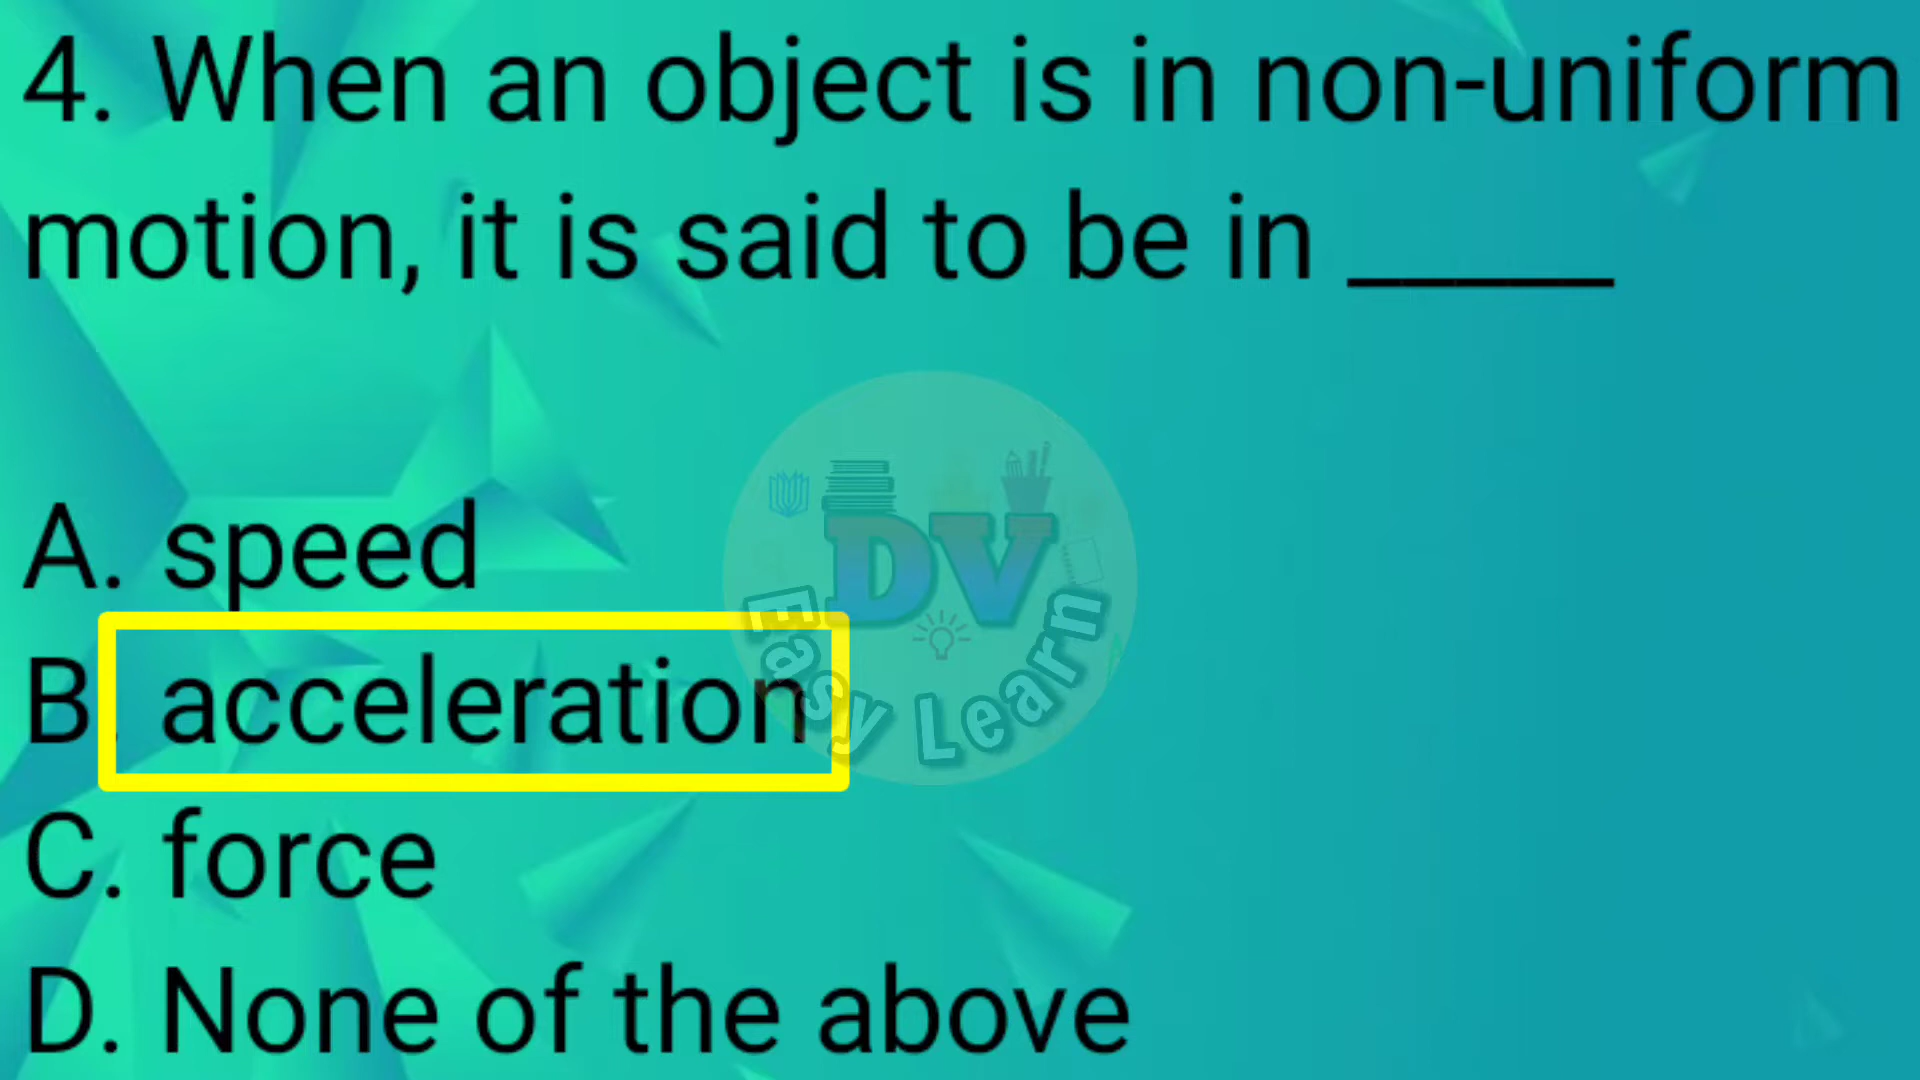 4. When an object is in non-uniform
motion, it is said to be in _____
DV
Easy Learn
A. speed
B. acceleration
C. force
D. None of the above